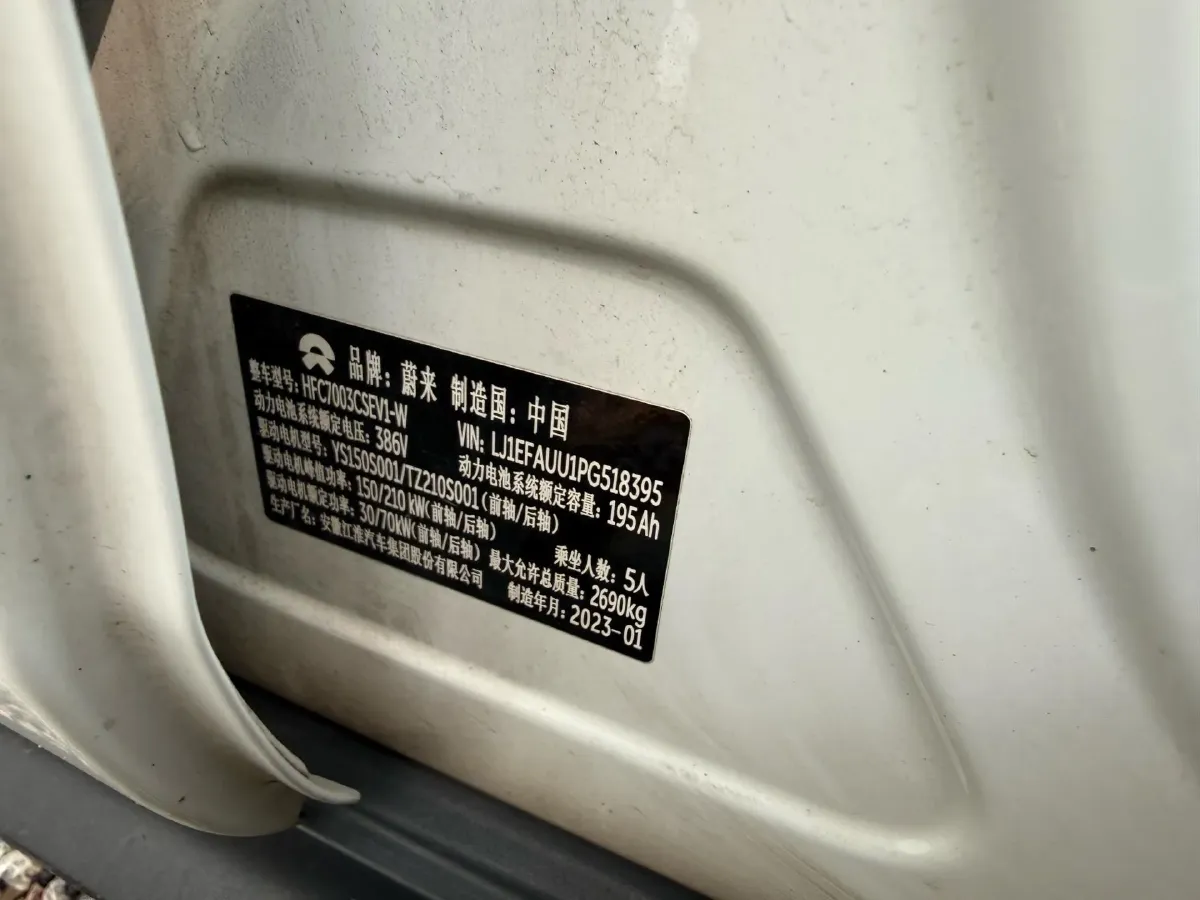 品牌：蔚来 制造国：中国
整车型号：HFC7003CSEV1-W VIN：LJ1EFAUU1PG518395
动力电池系统额定电压：386V 动力电池系统额定容量：195Ah
驱动电机型号：YS150S001/TZ210S001(前轴/后轴)
驱动电机峰值功率：150/210 kW(前轴/后轴) 乘坐人数：5人
驱动电机额定功率：30/70kW(前轴/后轴) 最大允许总质量：2690kg
生产厂名：安徽江淮汽车集团股份有限公司 制造年月：2023-01